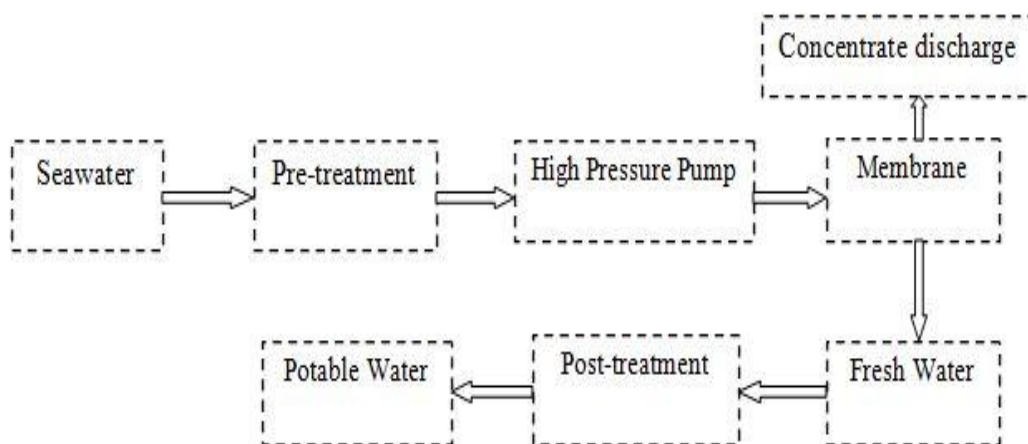 Concentrate discharge
Seawater
Pre-treatment
High Pressure Pump
Membrane
Potable Water
Post-treatment
Fresh Water